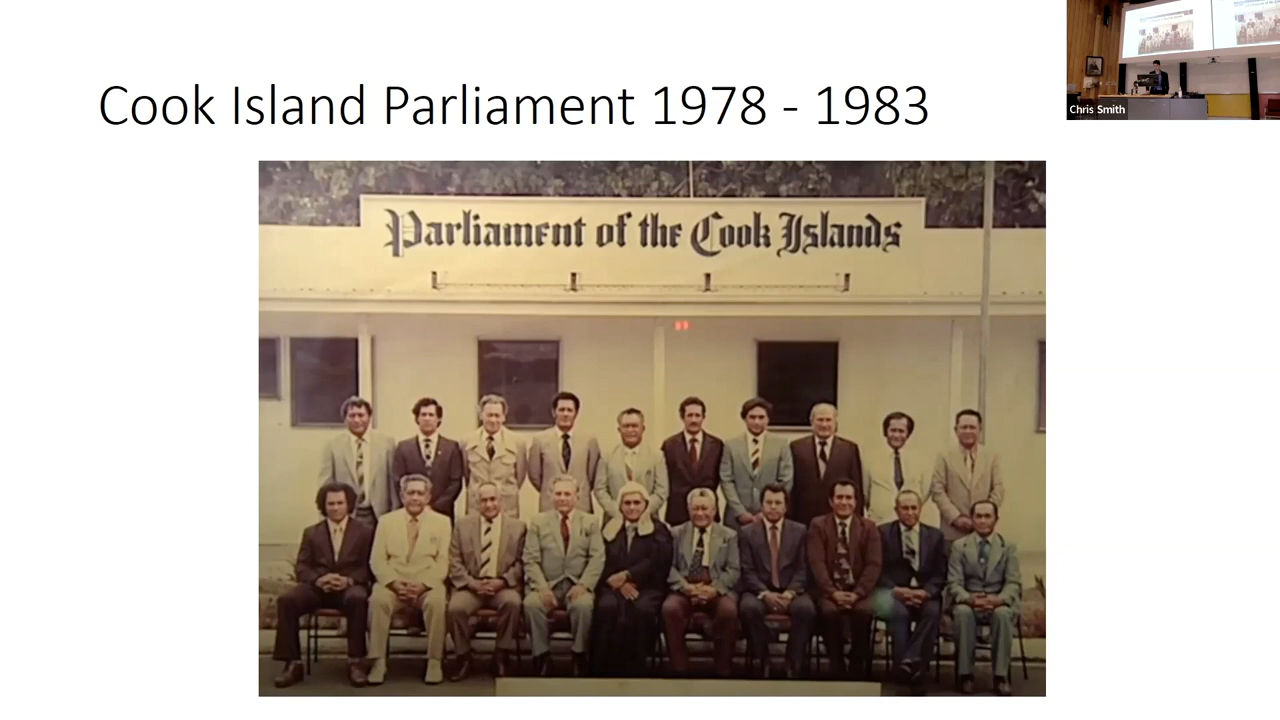 Cook Island Parliament 1978 - 1983
Chris Smith
Parliament of the Cook Islands